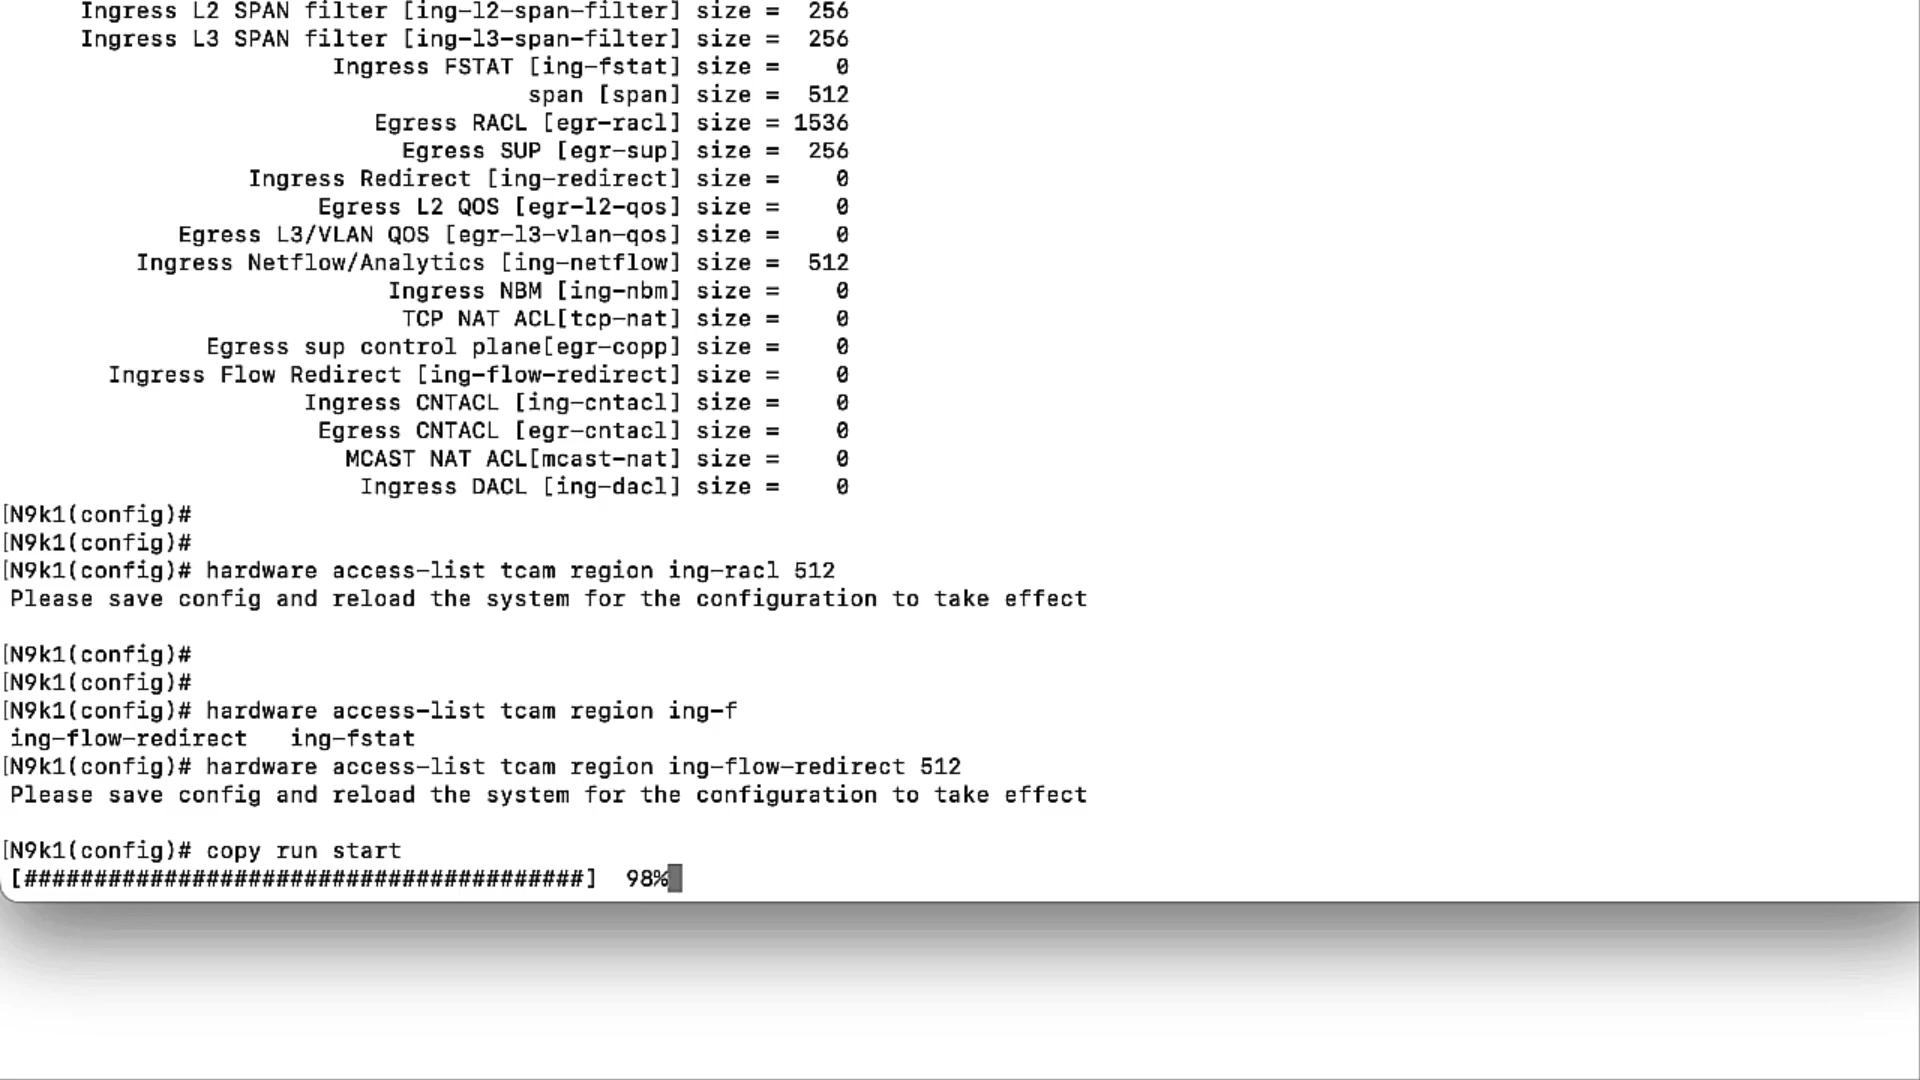 Ingress L2 SPAN filter [ing-l2-span-filter] size =  256
Ingress L3 SPAN filter [ing-l3-span-filter] size =  256
Ingress FSTAT [ing-fstat] size =    0
span [span] size =  512
Egress RACL [egr-racl] size = 1536
Egress SUP [egr-sup] size =  256
Ingress Redirect [ing-redirect] size =    0
Egress L2 QOS [egr-l2-qos] size =    0
Egress L3/VLAN QOS [egr-l3-vlan-qos] size =    0
Ingress Netflow/Analytics [ing-netflow] size =  512
Ingress NBM [ing-nbm] size =    0
TCP NAT ACL[tcp-nat] size =    0
Egress sup control plane[egr-copp] size =    0
Ingress Flow Redirect [ing-flow-redirect] size =    0
Ingress CNTACL [ing-cntacl] size =    0
Egress CNTACL [egr-cntacl] size =    0
MCAST NAT ACL[mcast-nat] size =    0
Ingress DACL [ing-dacl] size =    0
[N9k1(config)#
[N9k1(config)#
[N9k1(config)# hardware access-list tcam region ing-racl 512
Please save config and reload the system for the configuration to take effect
[N9k1(config)#
[N9k1(config)#
[N9k1(config)# hardware access-list tcam region ing-f
ing-flow-redirect   ing-fstat
[N9k1(config)# hardware access-list tcam region ing-flow-redirect 512
Please save config and reload the system for the configuration to take effect
[N9k1(config)# copy run start
[########################################]  98%